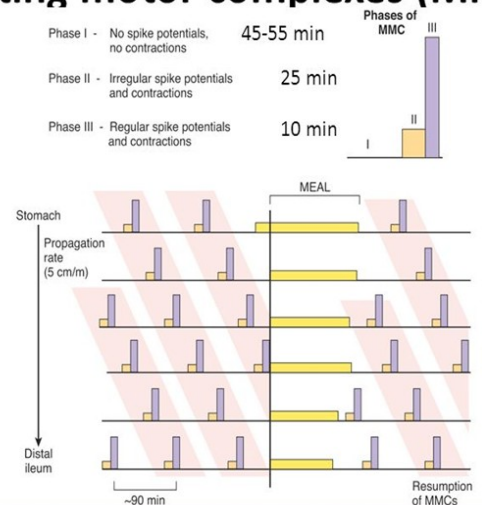 Phases of
MMC
Phase I - No spike potentials,
no contractions
45-55 min
III
Phase II - Irregular spike potentials
and contractions
25 min
II
Phase III - Regular spike potentials
and contractions
10 min
I
MEAL
Stomach
Propagation
rate
(5 cm/m)
Distal
ileum
~90 min
Resumption
of MMCs